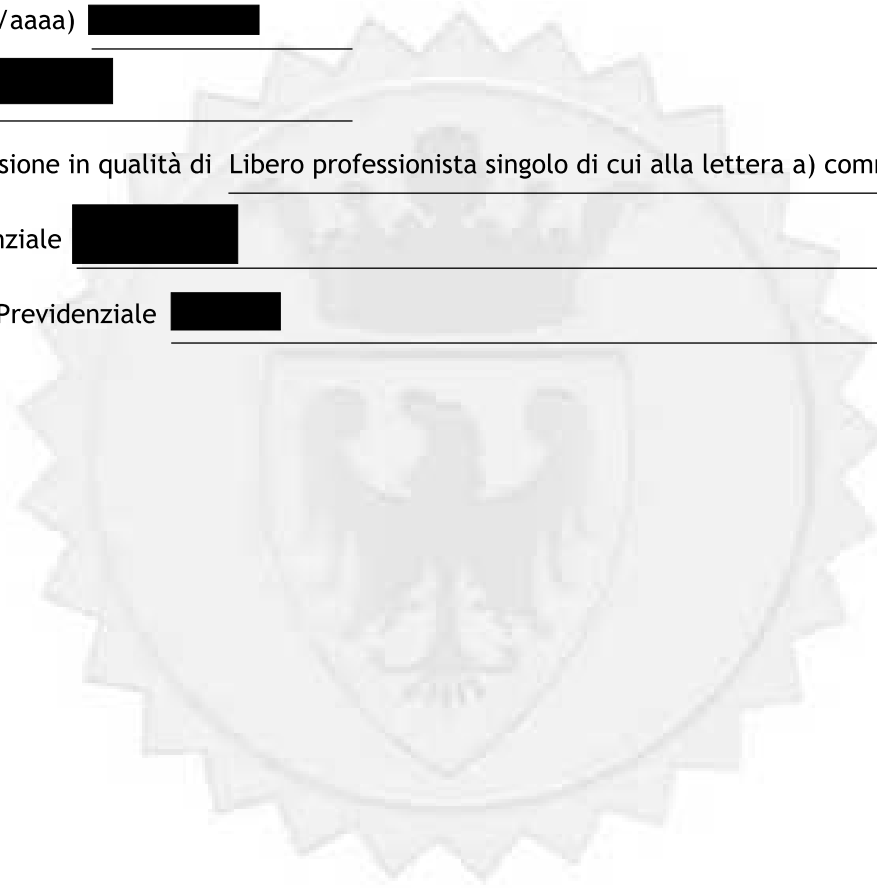 /aaaa)
sione in qualità di Libero professionista singolo di cui alla lettera a) com
nziale
Previdenziale